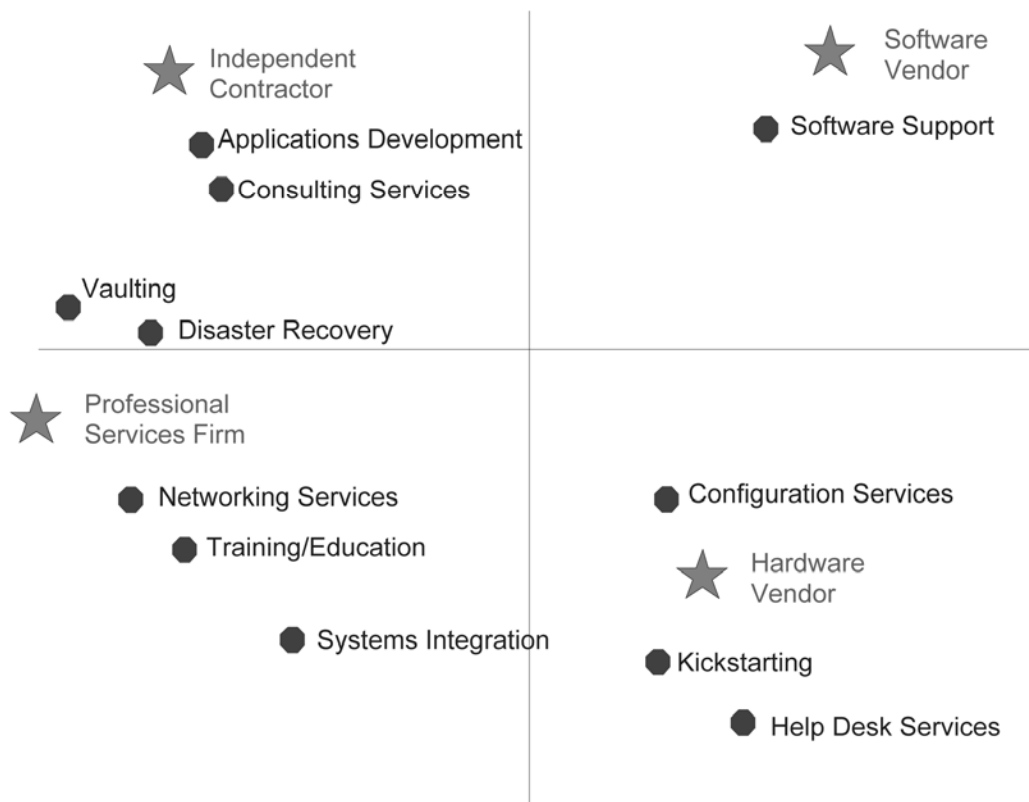 Independent
Contractor
Software
Vendor
Applications Development
Software Support
Consulting Services
Vaulting
Disaster Recovery
Professional
Services Firm
Networking Services
Configuration Services
Training/Education
Hardware
Vendor
Systems Integration
Kickstarting
Help Desk Services